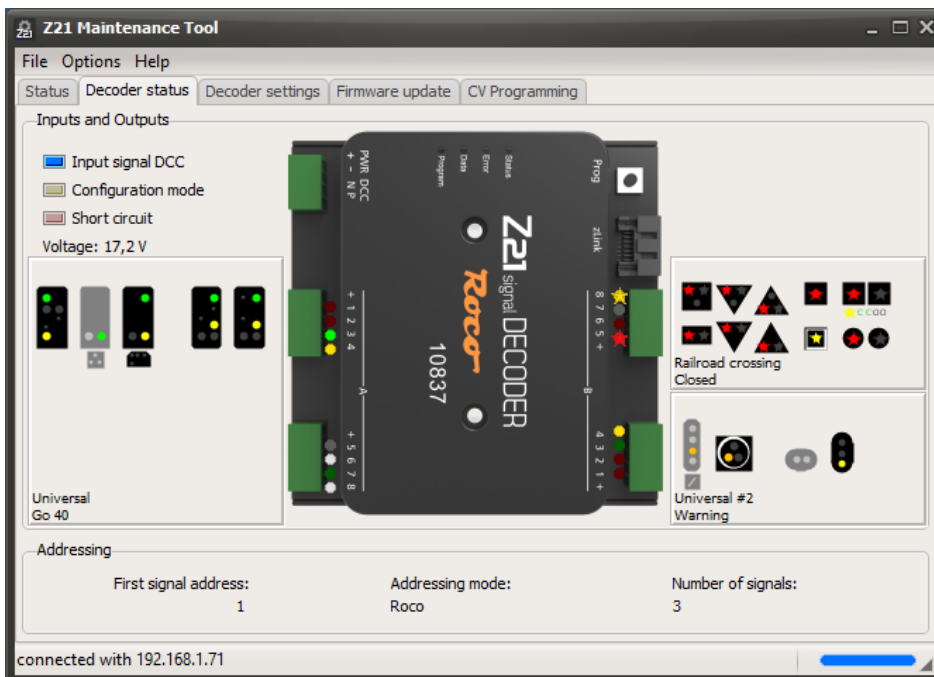 Z21 Maintenance Tool
File Options Help
Status Decoder status Decoder settings Firmware update CV Programming
Inputs and Outputs
Input signal DCC
Configuration mode
Short circuit
Voltage: 17,2 V
PWR DCC
+ - N P
Program
Data
Error
Status
Prog
zLink
Z21 signal DECODER
Roco
10837
+ 1 2 3 4
A
+ 5 6 7 8
8 7 6 5 +
B
4 3 2 1 +
Universal
Go 40
Railroad crossing
Closed
Universal #2
Warning
Addressing
First signal address: Addressing mode: Number of signals:
1 Roco 3
connected with 192.168.1.71